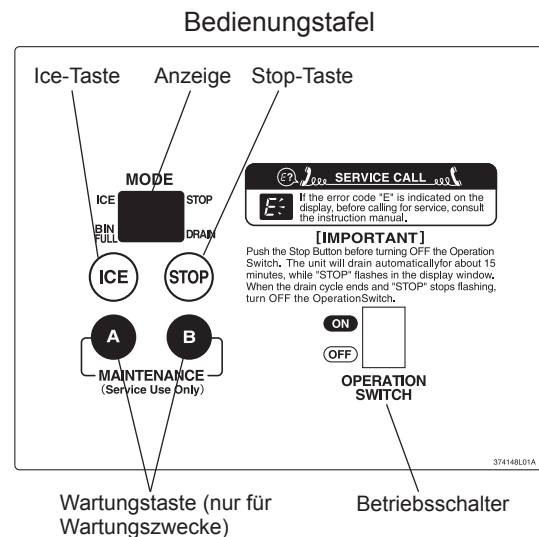 Bedienungstafel
Ice-Taste Anzeige Stop-Taste
MODE
ICE STOP
BIN FULL DRAIN
ICE STOP
A B
MAINTENANCE
(Service Use Only)
E? SERVICE CALL
E
If the error code "E" is indicated on the
display, before calling for service, consult
the instruction manual.
[IMPORTANT]
Push the Stop Button before turning OFF the Operation
Switch. The unit will drain automaticallyfor about 15
minutes, while "STOP" flashes in the display window.
When the drain cycle ends and "STOP" stops flashing,
turn OFF the OperationSwitch.
ON
OFF
OPERATION
SWITCH
374148L01A
Wartungstaste (nur für
Wartungszwecke)
Betriebsschalter